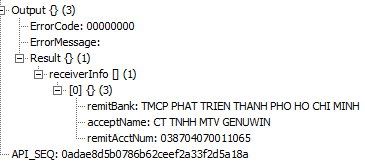 Output {} (3)
ErrorCode: 00000000
ErrorMessage:
Result {} (1)
receiverInfo [] (1)
[0] {} (3)
remitBank: TMCP PHAT TRIEN THANH PHO HO CHI MINH
acceptName: CT TNHH MTV GENUWIN
remitAcctNum: 038704070011065
API_SEQ: 0adae8d5b0786b62ceef2a33f2d5a18a